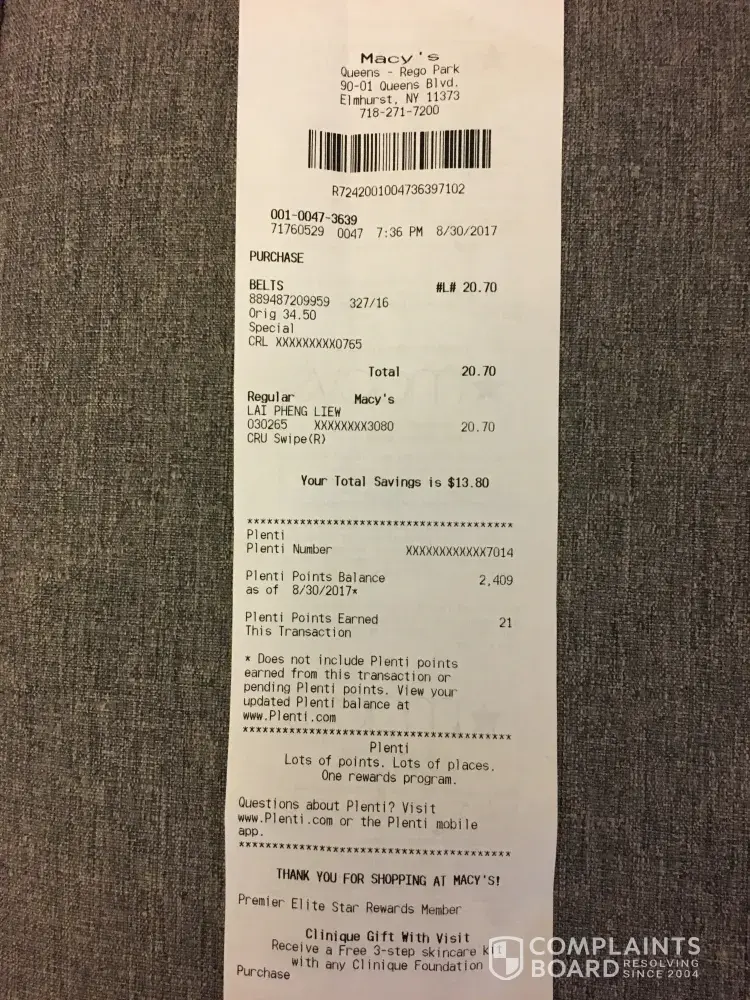 Macy's
Queens - Rego Park
90-01 Queens Blvd.
Elmhurst, NY 11373
718-271-7200
R7242001004736397102
001-0047-3639
71760529 0047 7:36 PM 8/30/2017
PURCHASE
BELTS #L# 20.70
889487209959 327/16
Orig 34.50
Special
CRL XXXXXXXXX0765
Total 20.70
Regular Macy's
LAI PHENG LIEW
030265 XXXXXXXX3080 20.70
CRU Swipe(R)
Your Total Savings is $13.80
*****************************************
Plenti
Plenti Number XXXXXXXXXXXX7014
Plenti Points Balance 2,409
as of 8/30/2017*
Plenti Points Earned 21
This Transaction
* Does not include Plenti points
earned from this transaction or
pending Plenti points. View your
updated Plenti balance at
www.Plenti.com
*****************************************
Plenti
Lots of points. Lots of places.
One rewards program.
Questions about Plenti? Visit
www.Plenti.com or the Plenti mobile
app.
*****************************************
THANK YOU FOR SHOPPING AT MACY'S!
Premier Elite Star Rewards Member
Clinique Gift With Visit
Receive a Free 3-step skincare kit
with any Clinique Foundation
Purchase
COMPLAINTS
BOARD RESOLVING
SINCE 2004